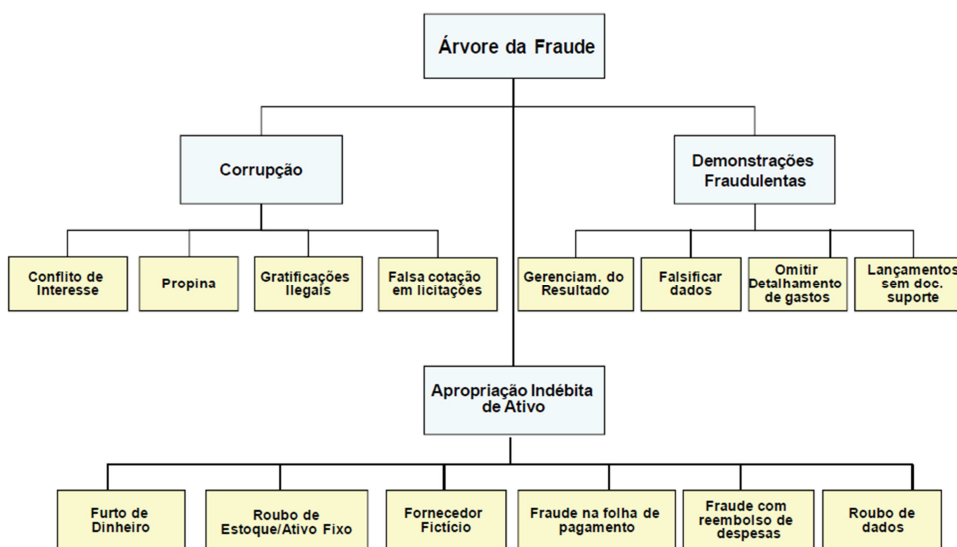 Árvore da Fraude
Corrupção
Demonstrações
Fraudulentas
Conflito de
Interesse
Propina
Gratificações
Ilegais
Falsa cotação
em licitações
Gerenciam. do
Resultado
Falsificar
dados
Omitir
Detalhamento
de gastos
Lançamentos
sem doc.
suporte
Apropriação Indébita
de Ativo
Furto de
Dinheiro
Roubo de
Estoque/Ativo Fixo
Fornecedor
Fictício
Fraude na folha de
pagamento
Fraude com
reembolso de
despesas
Roubo de
dados